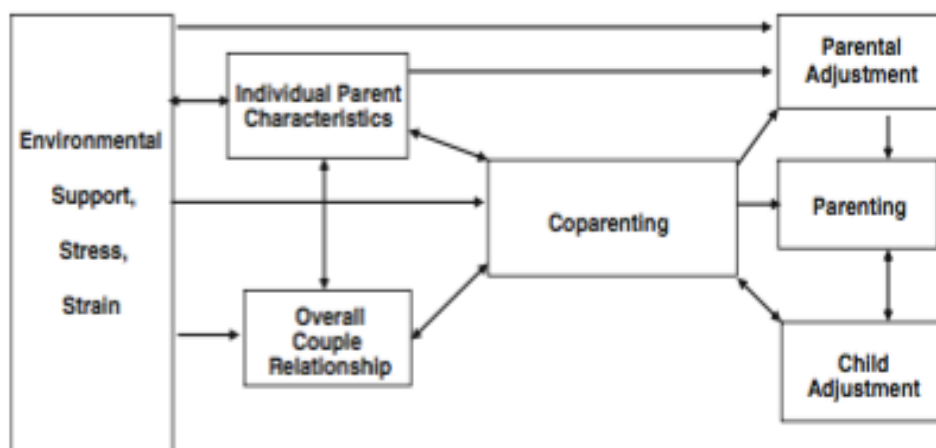 Environmental
Support,
Stress,
Strain
Individual Parent
Characteristics
Overall
Couple
Relationship
Coparenting
Parental
Adjustment
Parenting
Child
Adjustment